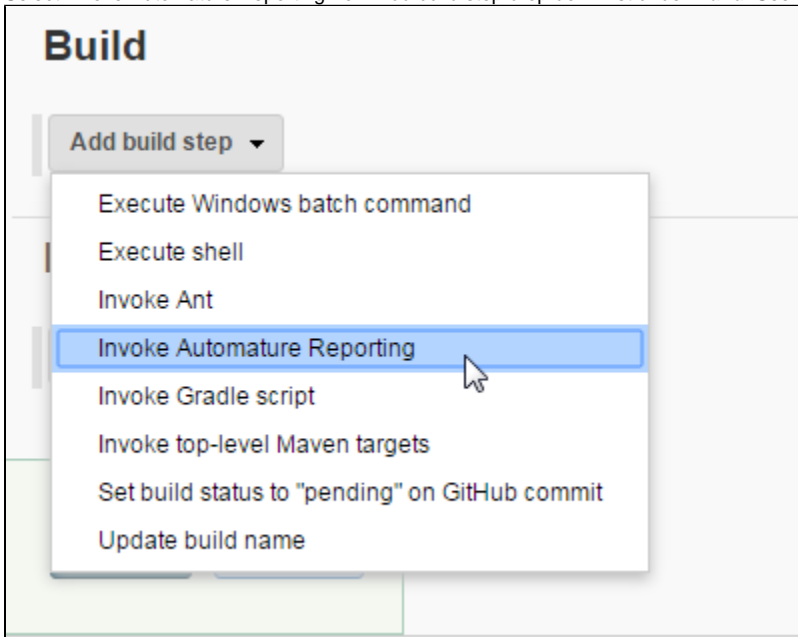 Build
Add build step
Execute Windows batch command
Execute shell
Invoke Ant
Invoke Automature Reporting
Invoke Gradle script
Invoke top-level Maven targets
Set build status to "pending" on GitHub commit
Update build name